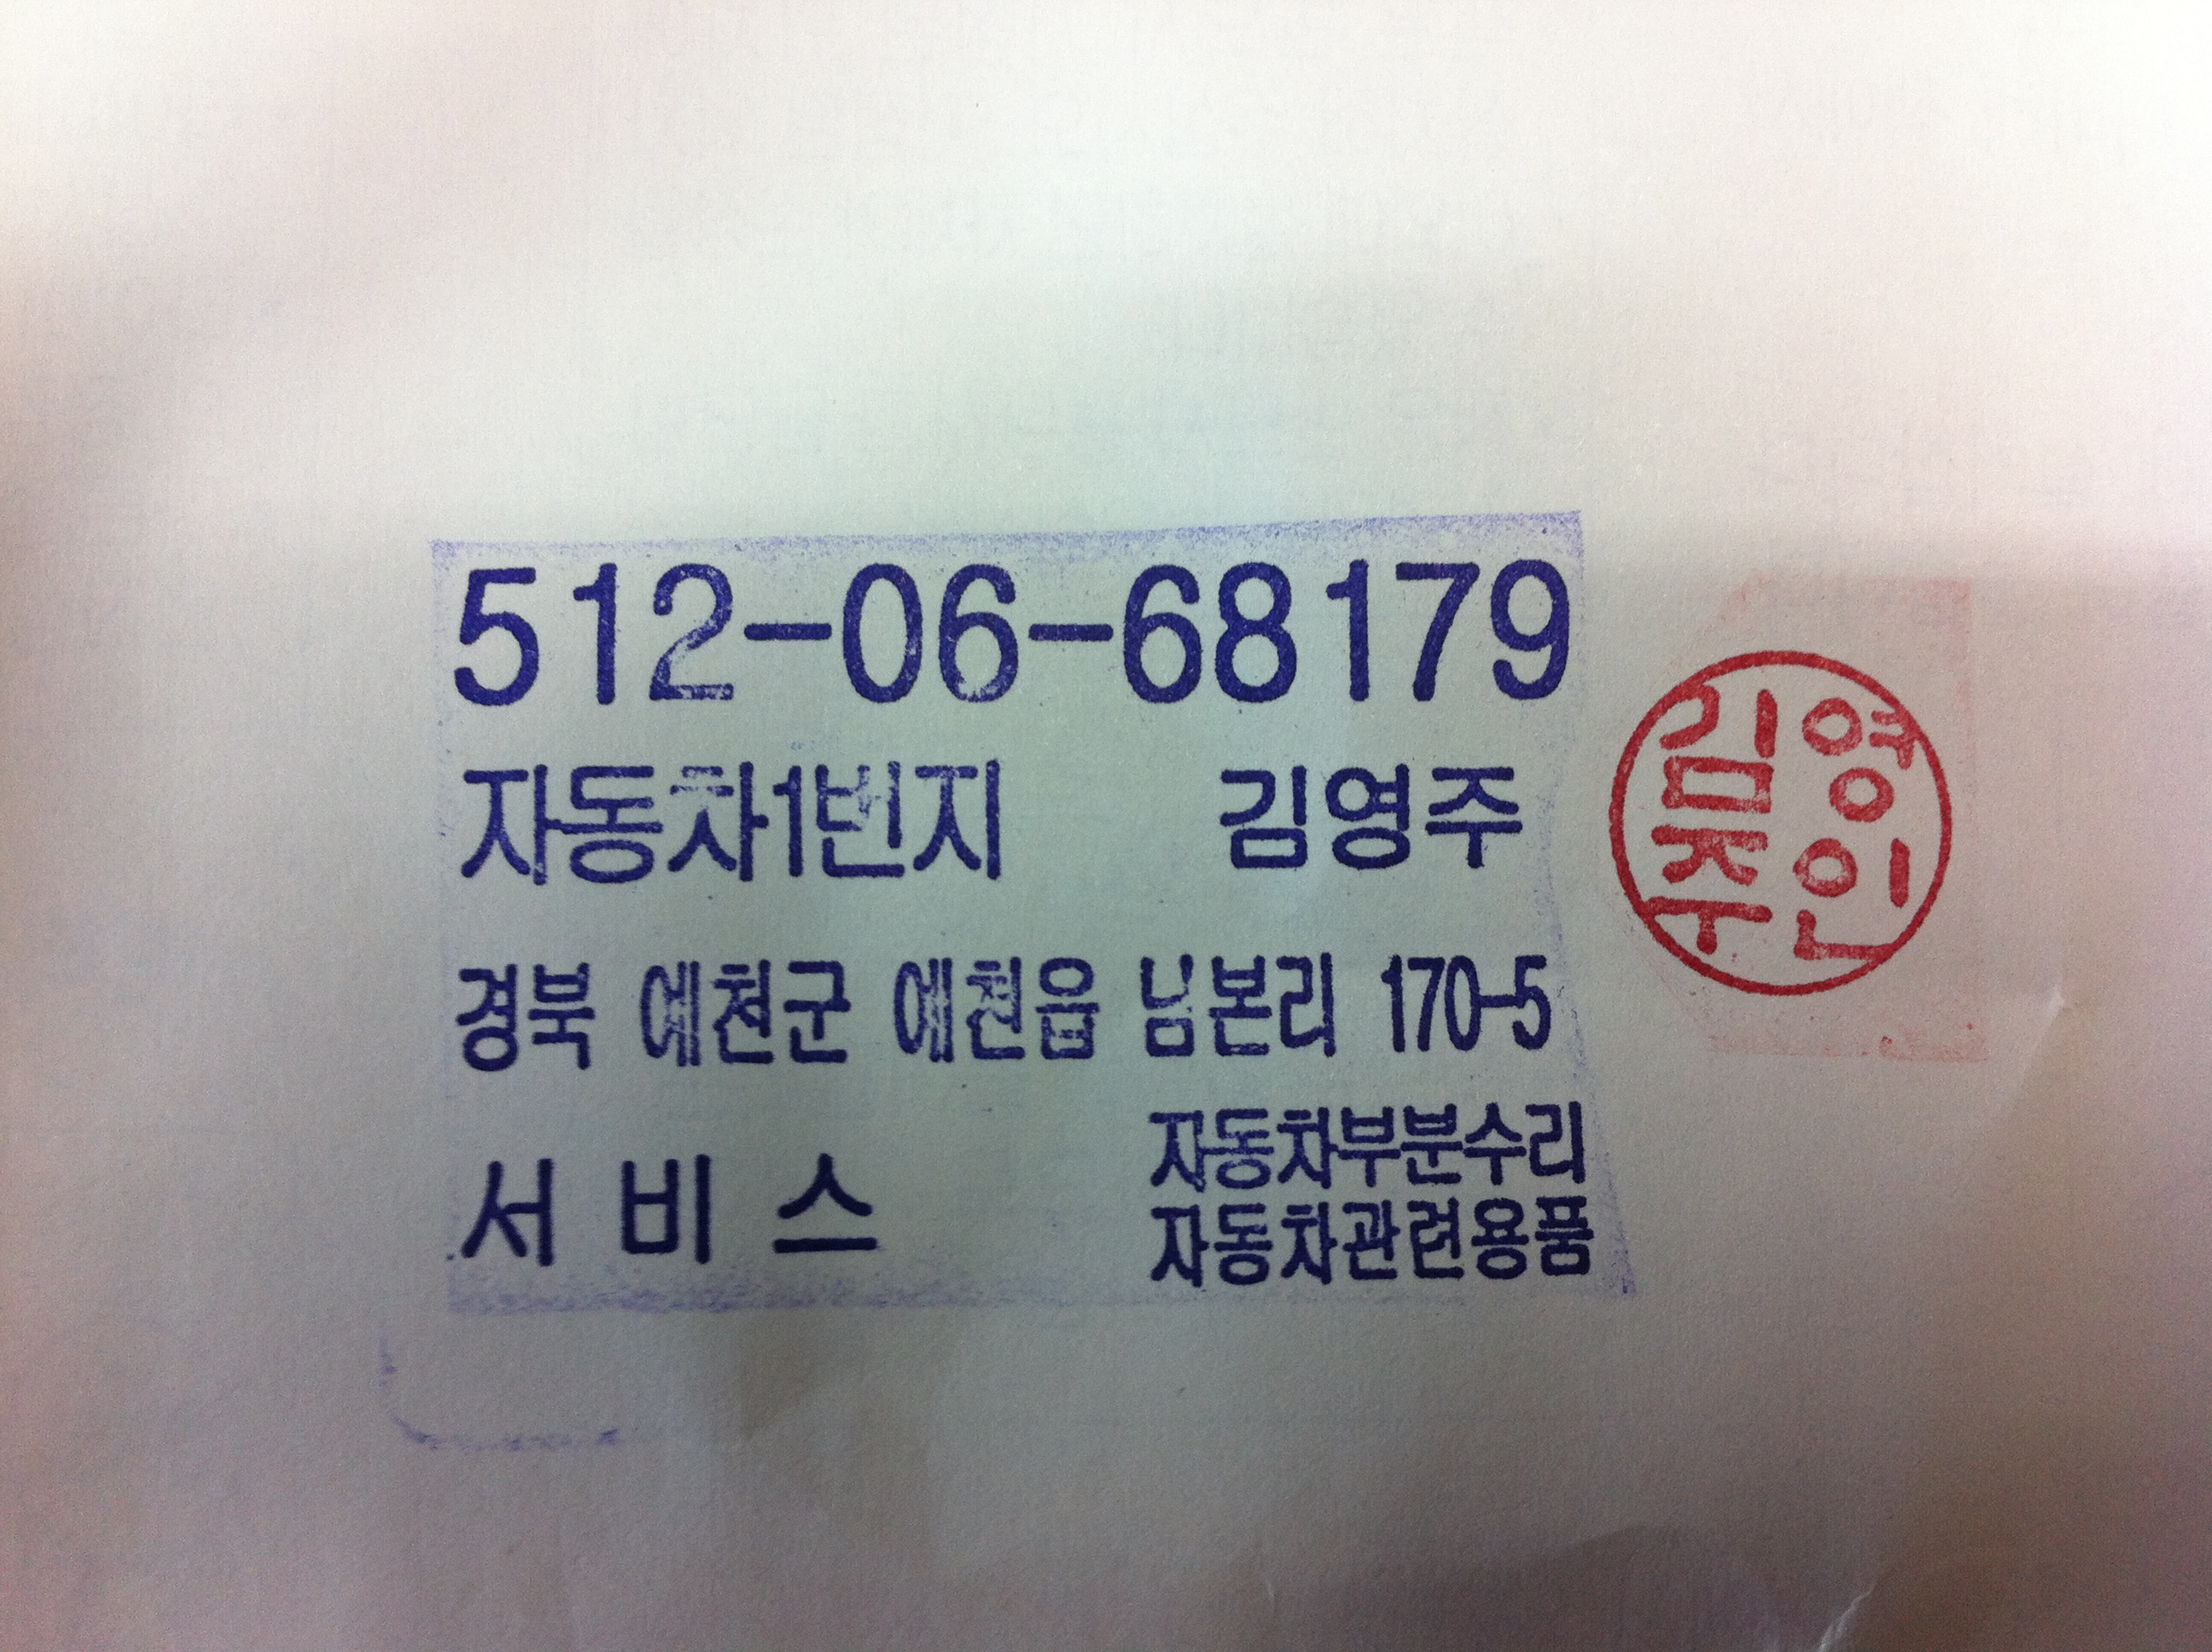 512-06-68179
자동차1번지 김영주
경북 예천군 예천읍 남본리 170-5
서비스 자동차부분수리
자동차관련용품
김영
주인